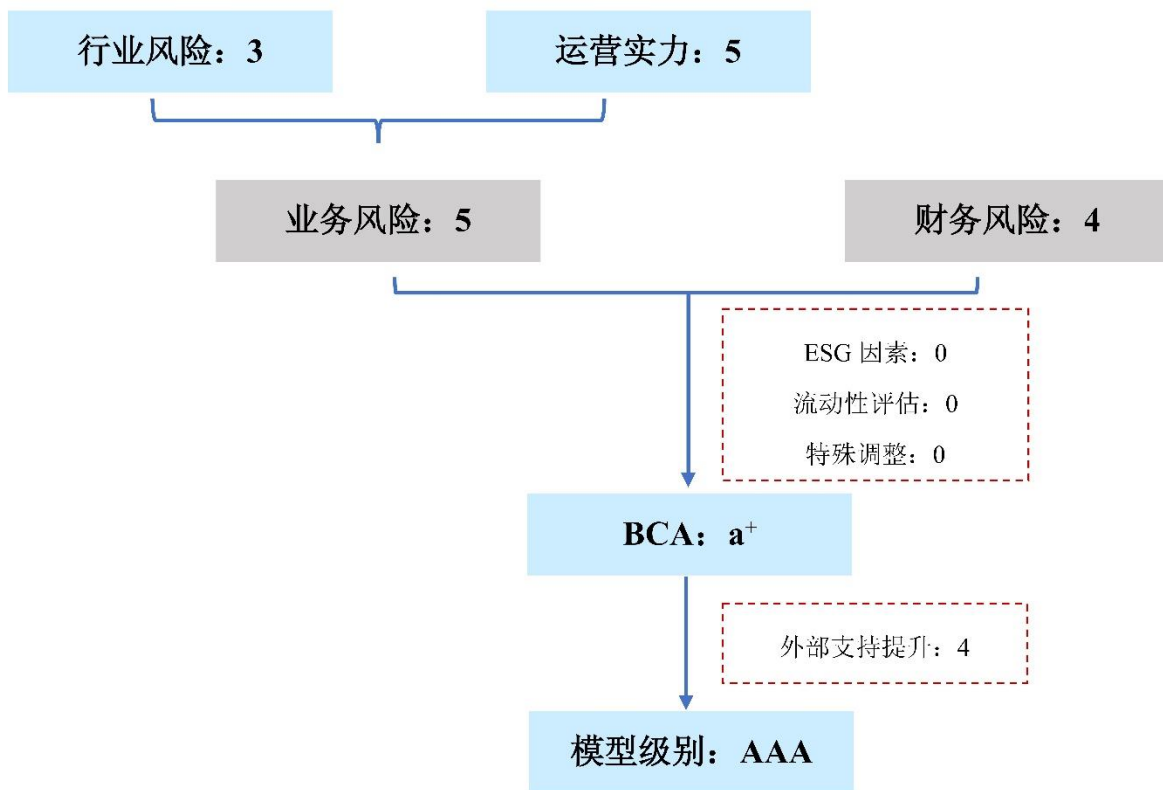 行业风险：3
运营实力：5
业务风险：5
财务风险：4
ESG 因素：0
流动性评估：0
特殊调整：0
BCA：a⁺
外部支持提升：4
模型级别：AAA